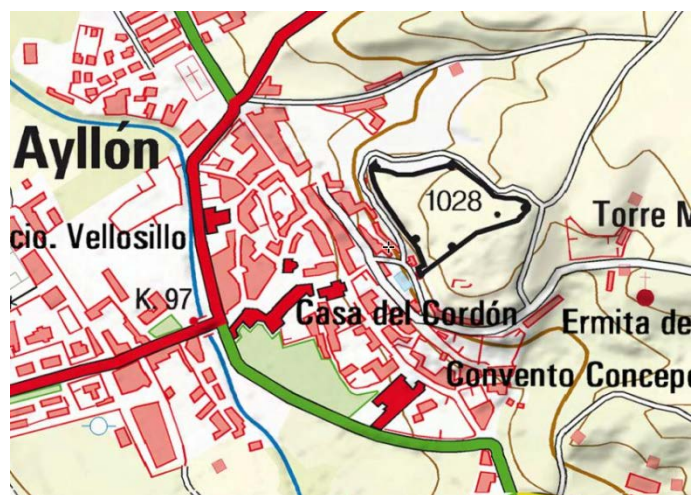 Ayllón
1028
Torre
cio. Vellosillo
K. 97
Casa del Cordón
Ermita de
Convento Concep